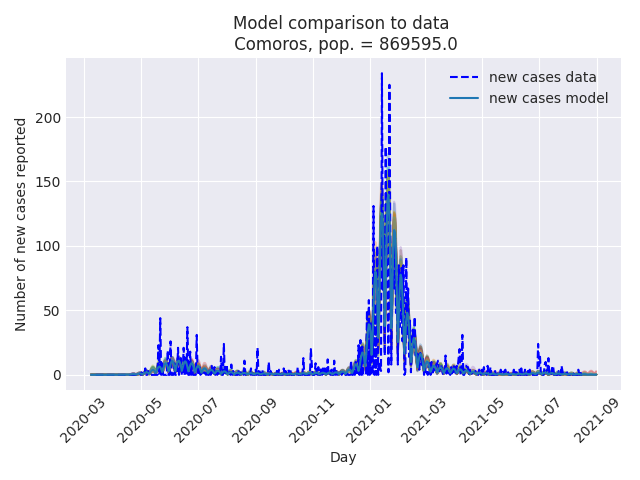 Model comparison to data
Comoros, pop. = 869595.0
new cases data
new cases model
Number of new cases reported
200
150
100
50
0
2020-03
2020-05
2020-07
2020-09
2020-11
2021-01
2021-03
2021-05
2021-07
2021-09
Day